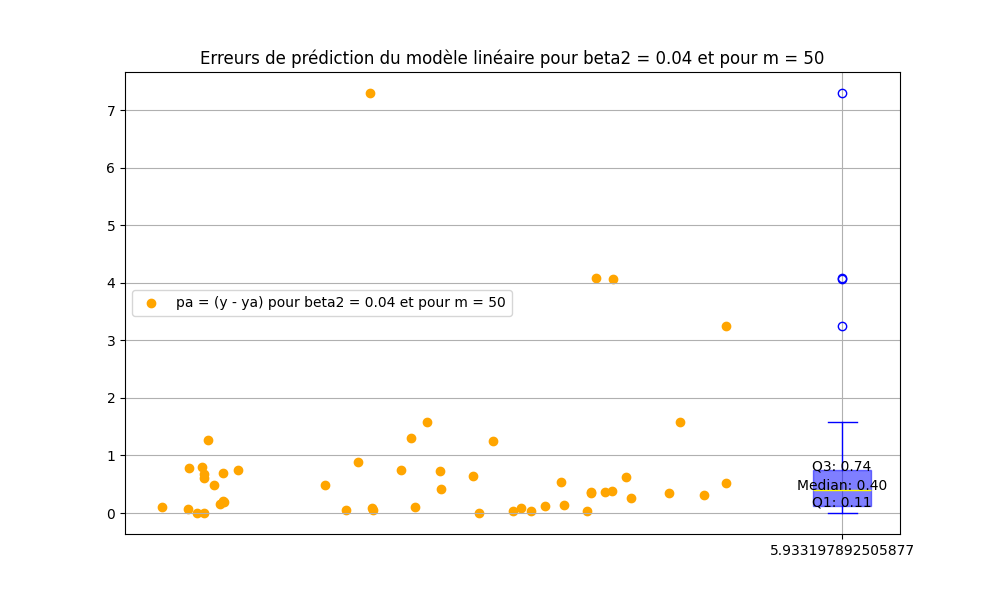 Erreurs de prédiction du modèle linéaire pour beta2 = 0.04 et pour m = 50
7
6
5
4
pa = (y - ya) pour beta2 = 0.04 et pour m = 50
3
2
1
Q3: 0.74
Median: 0.40
Q1: 0.11
0
5.933197892505877